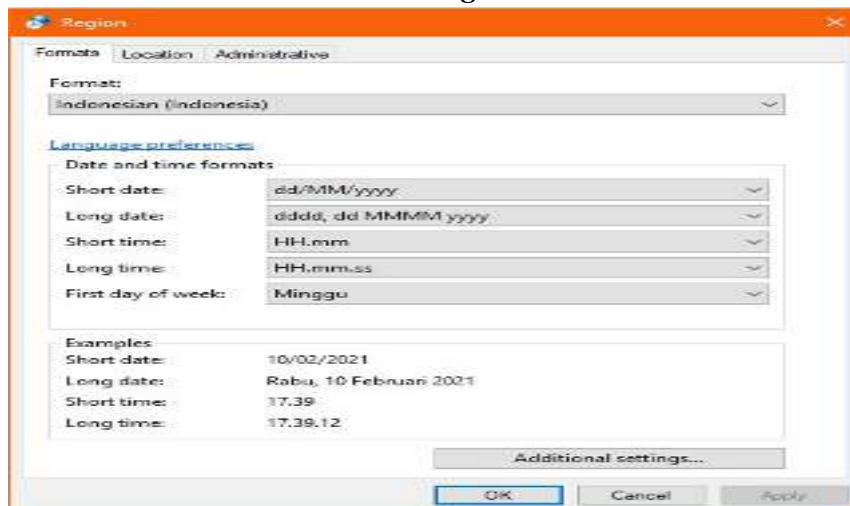 Region
Formats Location Administrative
Format:
Indonesian (Indonesia)
Language preferences
Date and time formats
Short date: dd/MM/yyyy
Long date: dddd, dd MMMM yyyy
Short time: HH.mm
Long time: HH.mm.ss
First day of week: Minggu
Examples
Short date: 10/02/2021
Long date: Rabu, 10 Februari 2021
Short time: 17.39
Long time: 17.39.12
Additional settings...
OK Cancel Apply